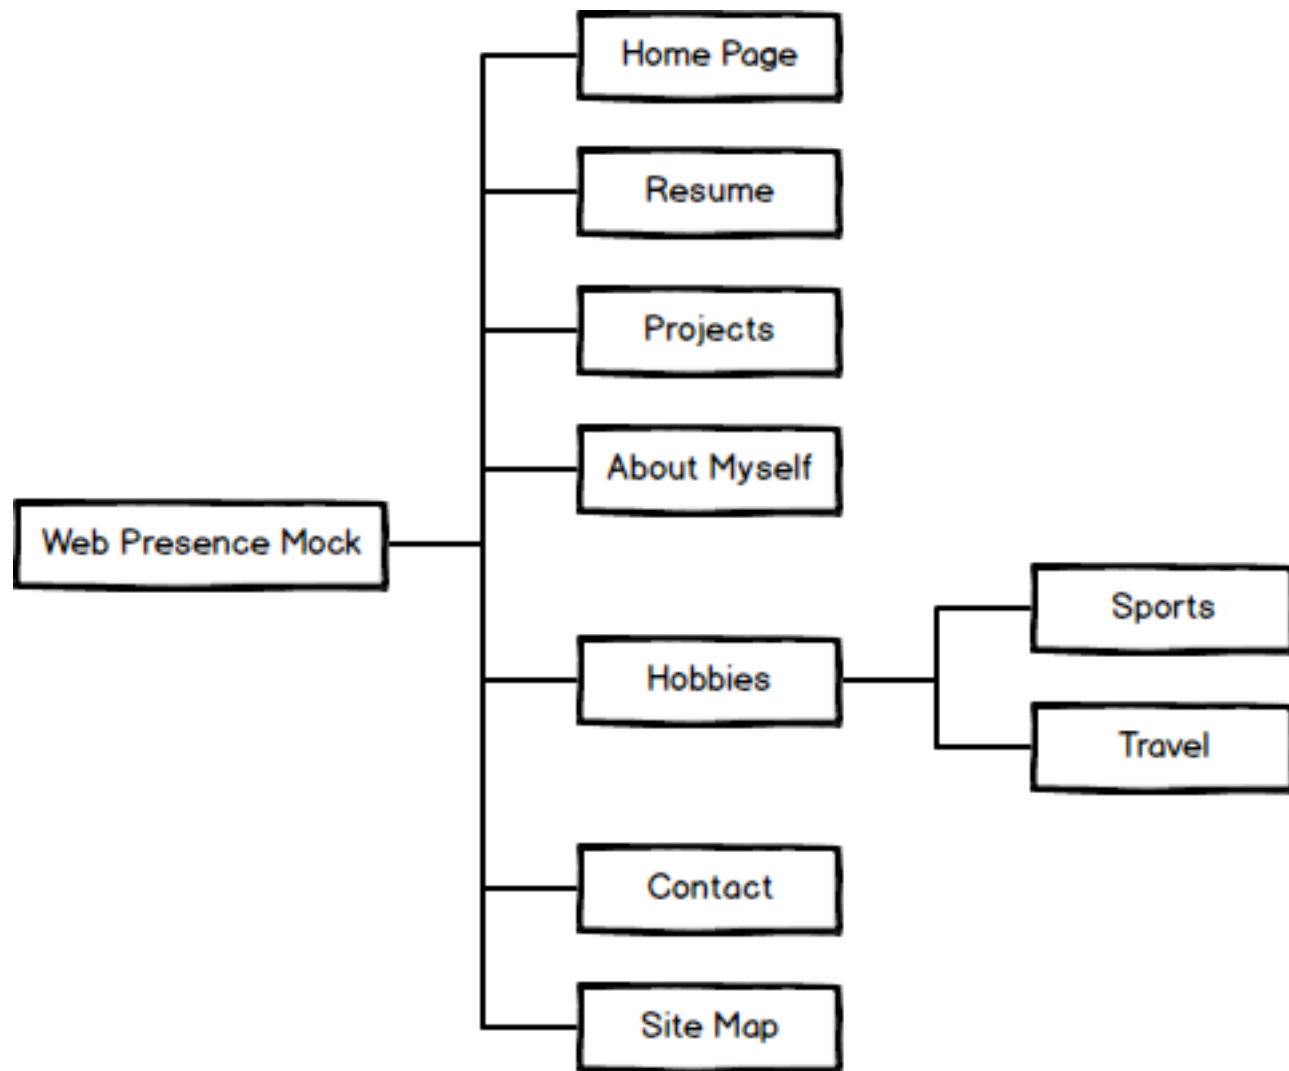 Home Page
Resume
Projects
About Myself
Web Presence Mock
Hobbies
Sports
Travel
Contact
Site Map